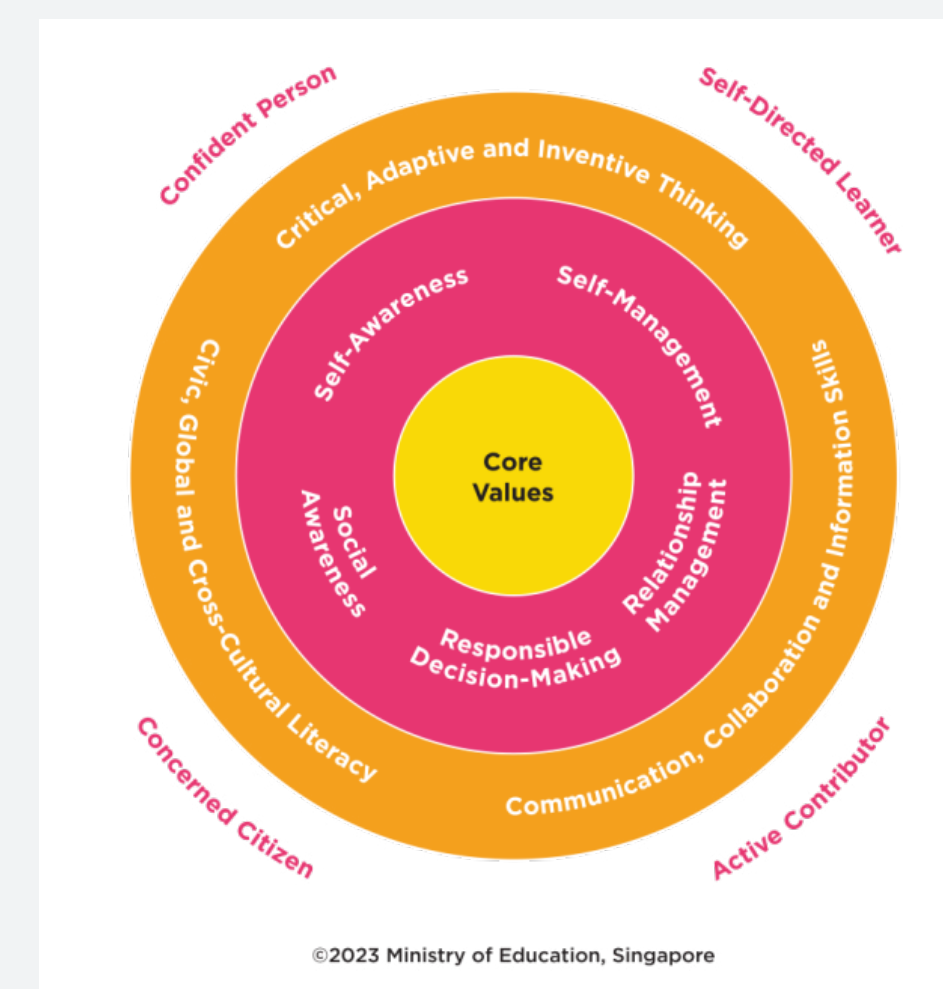 Confident Person
Self-Directed Learner
Critical, Adaptive and Inventive Thinking
Self-Awareness
Self-Management
Civic, Global and Cross-Cultural Literacy
Communication, Collaboration and Information Skills
Core
Values
Social
Awareness
Relationship
Management
Responsible
Decision-Making
Concerned Citizen
Active Contributor
©2023 Ministry of Education, Singapore